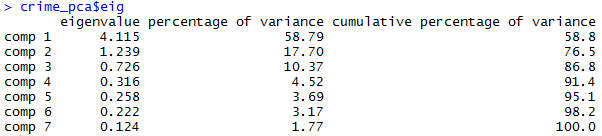 > crime_pca$eig
eigenvalue percentage of variance cumulative percentage of variance
comp 1 4.115 58.79 58.8
comp 2 1.239 17.70 76.5
comp 3 0.726 10.37 86.8
comp 4 0.316 4.52 91.4
comp 5 0.258 3.69 95.1
comp 6 0.222 3.17 98.2
comp 7 0.124 1.77 100.0